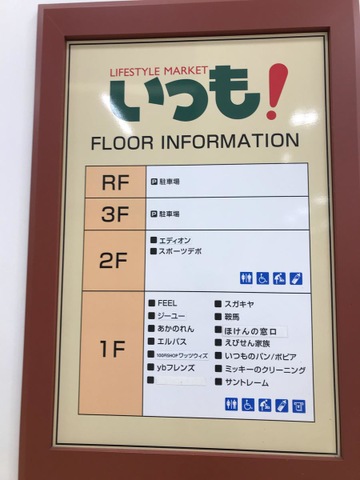 LIFESTYLE MARKET
いつも!
FLOOR INFORMATION
RF
P 駐車場
3F
P 駐車場
2F
エディオン
スポーツデポ
1F
FEEL
ジーユー
あかのれん
エルパス
100円SHOPワッツウィズ
ybフレンズ
スガキヤ
鞍馬
ほけんの窓口
えびせん家族
いつものパン/ポピア
ミッキーのクリーニング
サントレーム